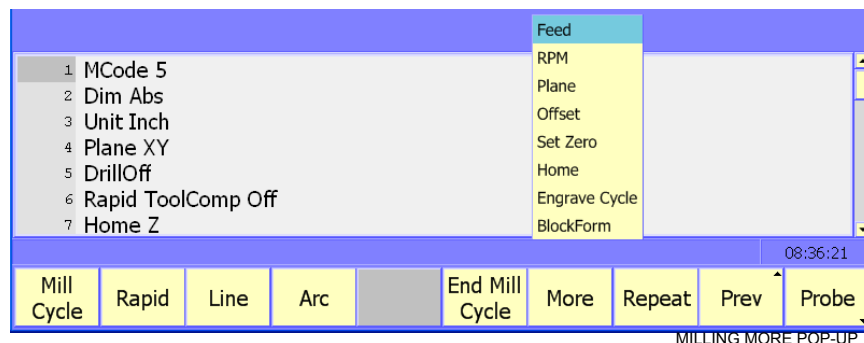 Feed
RPM
Plane
Offset
Set Zero
Home
Engrave Cycle
BlockForm
1 MCode 5
2 Dim Abs
3 Unit Inch
4 Plane XY
5 DrillOff
6 Rapid ToolComp Off
7 Home Z
08:36:21
Mill
Cycle
Rapid
Line
Arc
End Mill
Cycle
More
Repeat
Prev
Probe
MILLING MORE POP-UP